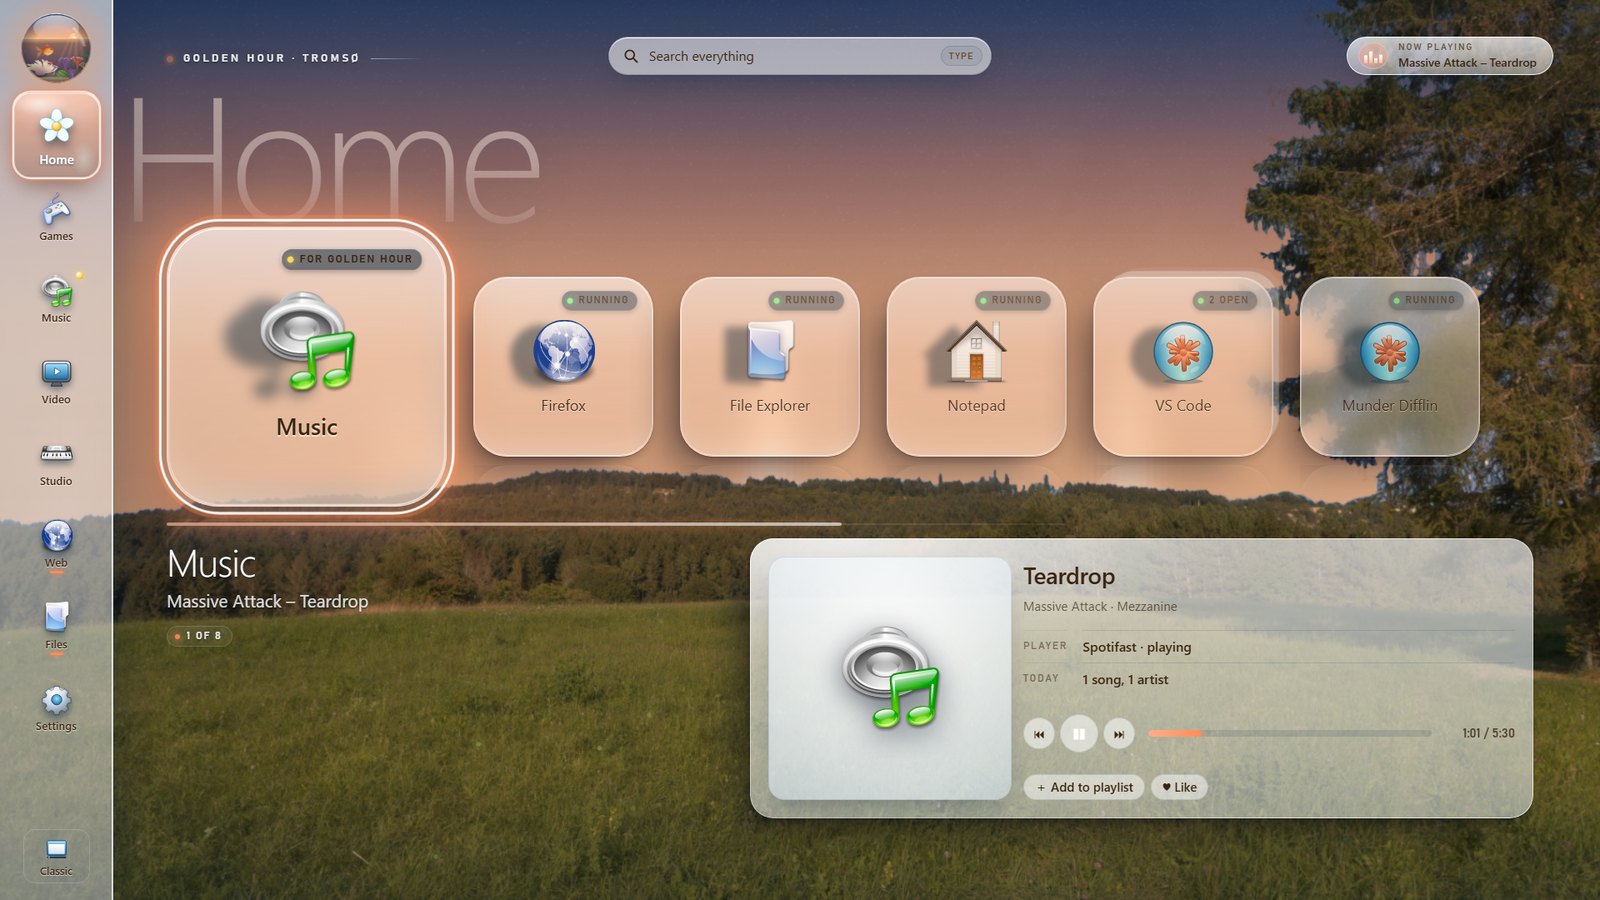 GOLDEN HOUR · TROMSØ
Search everything
TYPE
NOW PLAYING
Massive Attack – Teardrop
Home
Home
Games
Music
Video
Studio
Web
Files
Settings
Classic
FOR GOLDEN HOUR
Music
RUNNING
Firefox
RUNNING
File Explorer
RUNNING
Notepad
2 OPEN
VS Code
RUNNING
Munder Difflin
Music
Massive Attack – Teardrop
1 OF 8
Teardrop
Massive Attack · Mezzanine
PLAYER Spotifast · playing
TODAY 1 song, 1 artist
1:01 / 5:30
+ Add to playlist
♥ Like